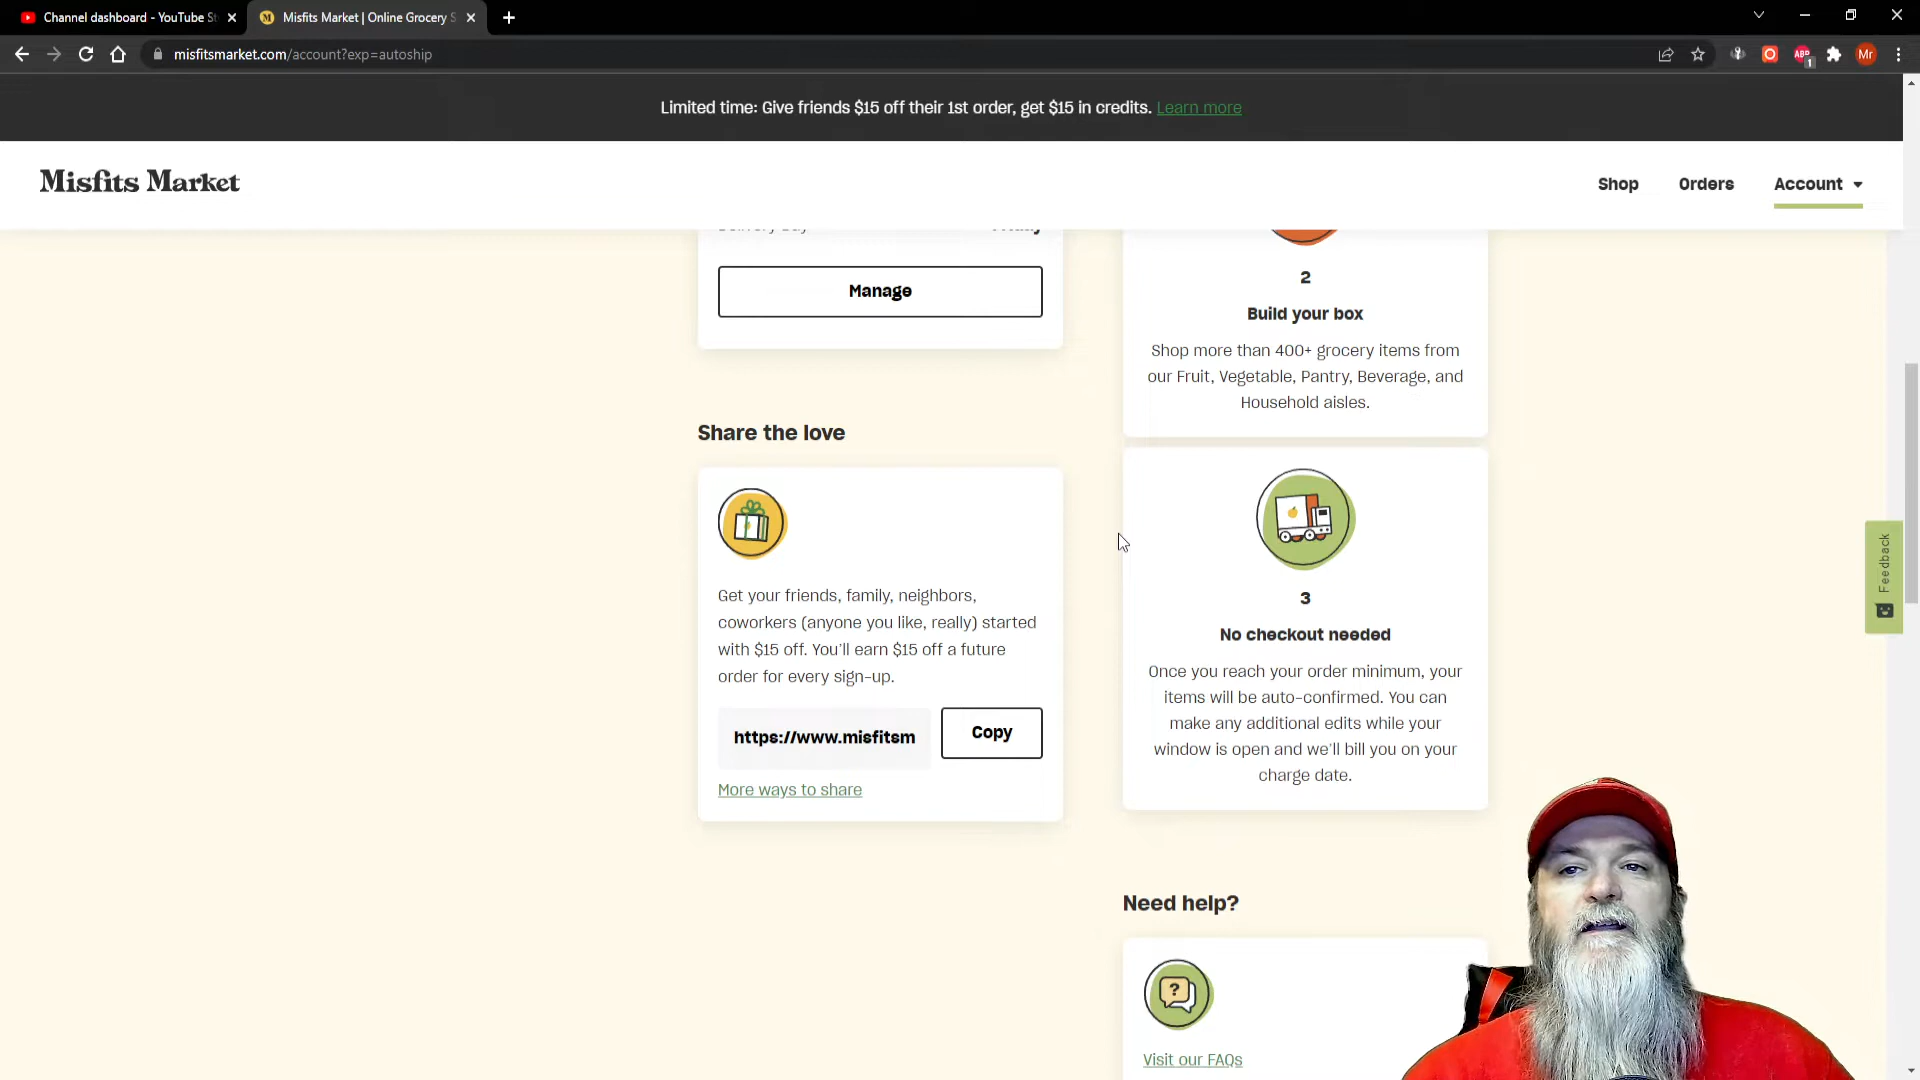 Channel dashboard - YouTube St
Misfits Market | Online Grocery S
misfitsmarket.com/account?exp=autoship
ABP
1
Mr
Limited time: Give friends $15 off their 1st order, get $15 in credits. Learn more
Misfits Market
Shop
Orders
Account
Delivery Day
Manage
Share the love
Get your friends, family, neighbors,
coworkers (anyone you like, really) started
with $15 off. You'll earn $15 off a future
order for every sign-up.
https://www.misfitsm
Copy
More ways to share
2
Build your box
Shop more than 400+ grocery items from
our Fruit, Vegetable, Pantry, Beverage, and
Household aisles.
3
No checkout needed
Once you reach your order minimum, your
items will be auto-confirmed. You can
make any additional edits while your
window is open and we'll bill you on your
charge date.
Need help?
?
Visit our FAQs
Feedback